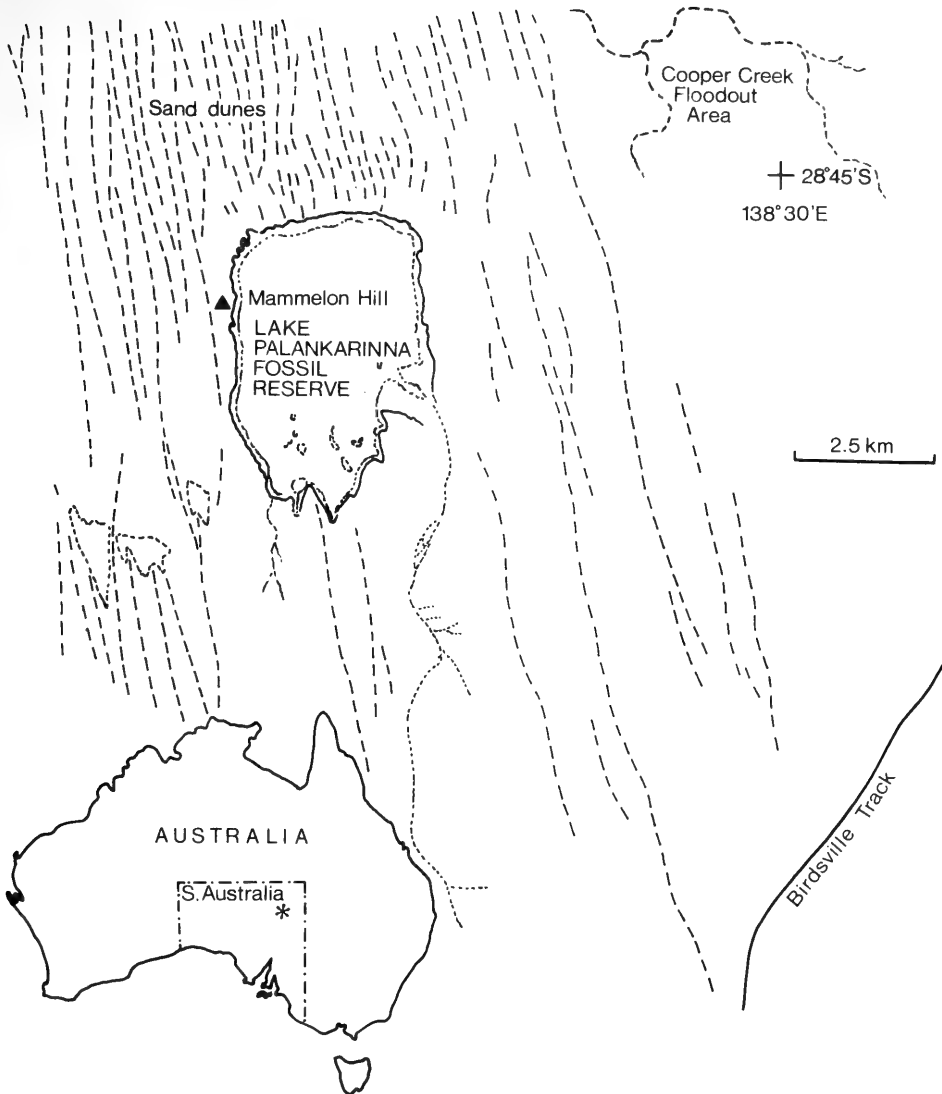 Cooper Creek
Floodout
Area
Sand dunes
28°45'S
138°30'E
Mammelon Hill
LAKE
PALANKARINNA
FOSSIL
RESERVE
2.5 km
Birdsville Track
AUSTRALIA
S. Australia
*